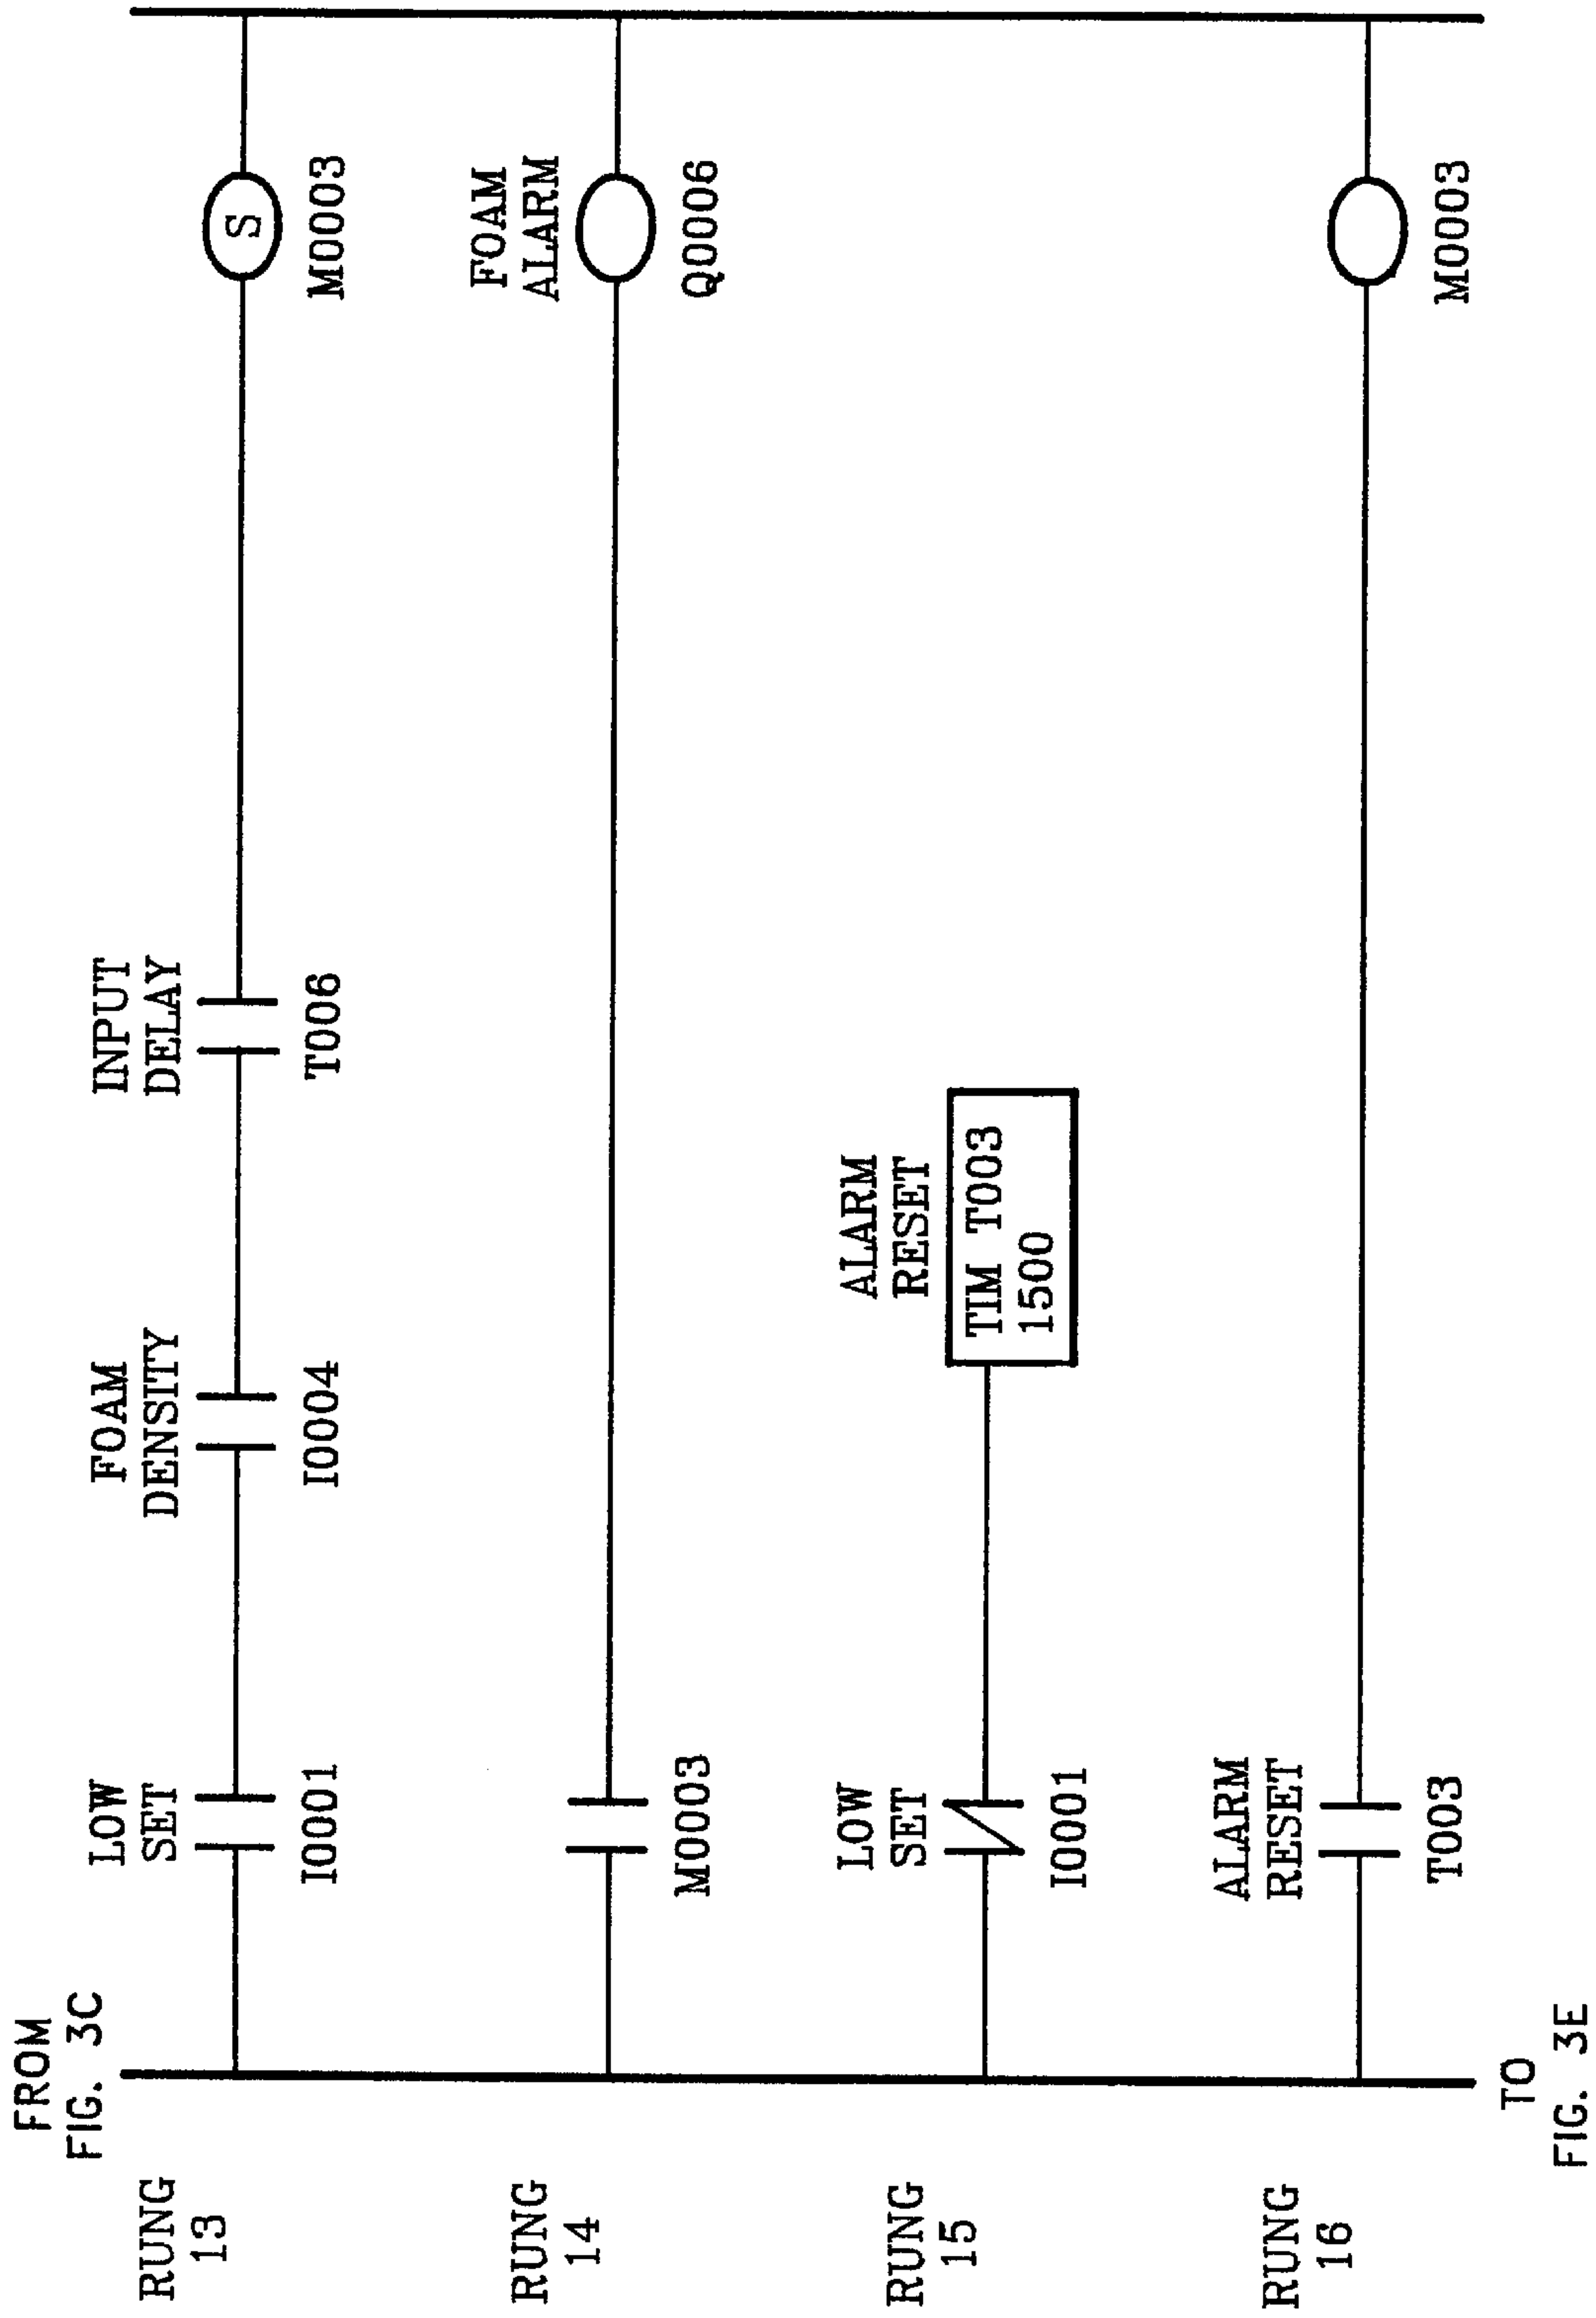 FROM
FIG. 3C
RUNG
13
LOW
SET
I0001
FOAM
DENSITY
I0004
INPUT
DELAY
T006
S
M0003
RUNG
14
M0003
FOAM
ALARM
Q0006
RUNG
15
LOW
SET
I0001
ALARM
RESET
TIM T003
1500
RUNG
16
ALARM
RESET
T003
M0003
TO
FIG. 3E